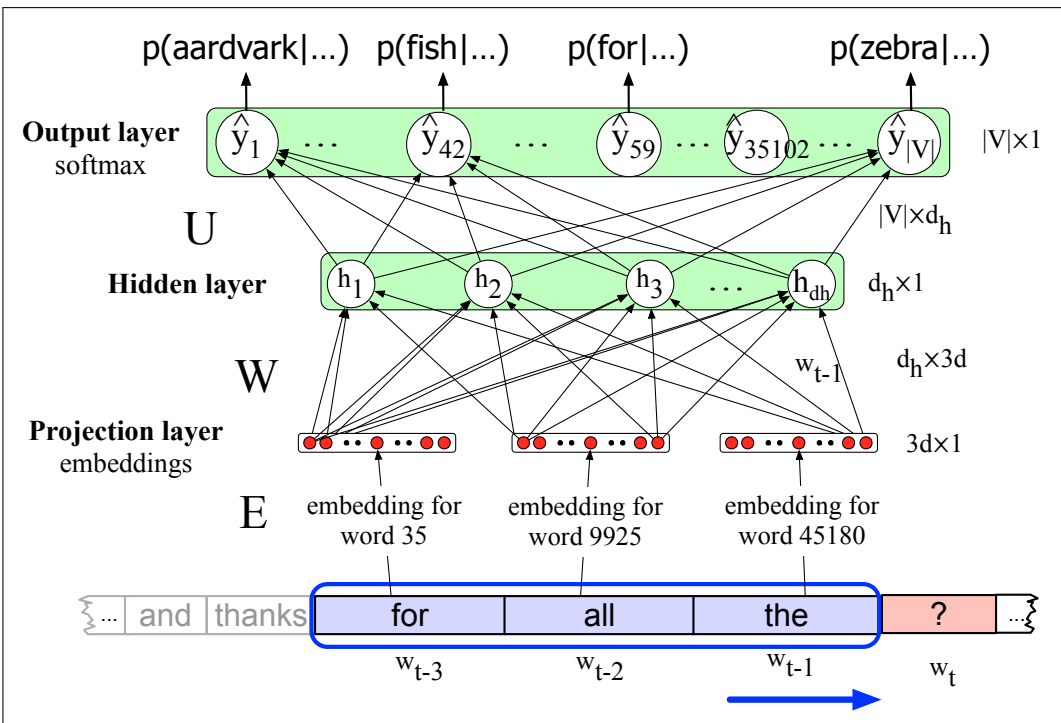 p(aardvark|...) p(fish|...) p(for|...) p(zebra|...)
Output layer
softmax
ŷ1 ... ŷ42 ... ŷ59 ... ŷ35102 ... ŷ|V| |V|×1
U |V|×dh
Hidden layer h1 h2 h3 ... hdh dh×1
W wt-1 dh×3d
Projection layer
embeddings
.. .. .. .. .. .. 3d×1
E
embedding for
word 35
embedding for
word 9925
embedding for
word 45180
... and thanks for all the ? ...
wt-3 wt-2 wt-1 wt